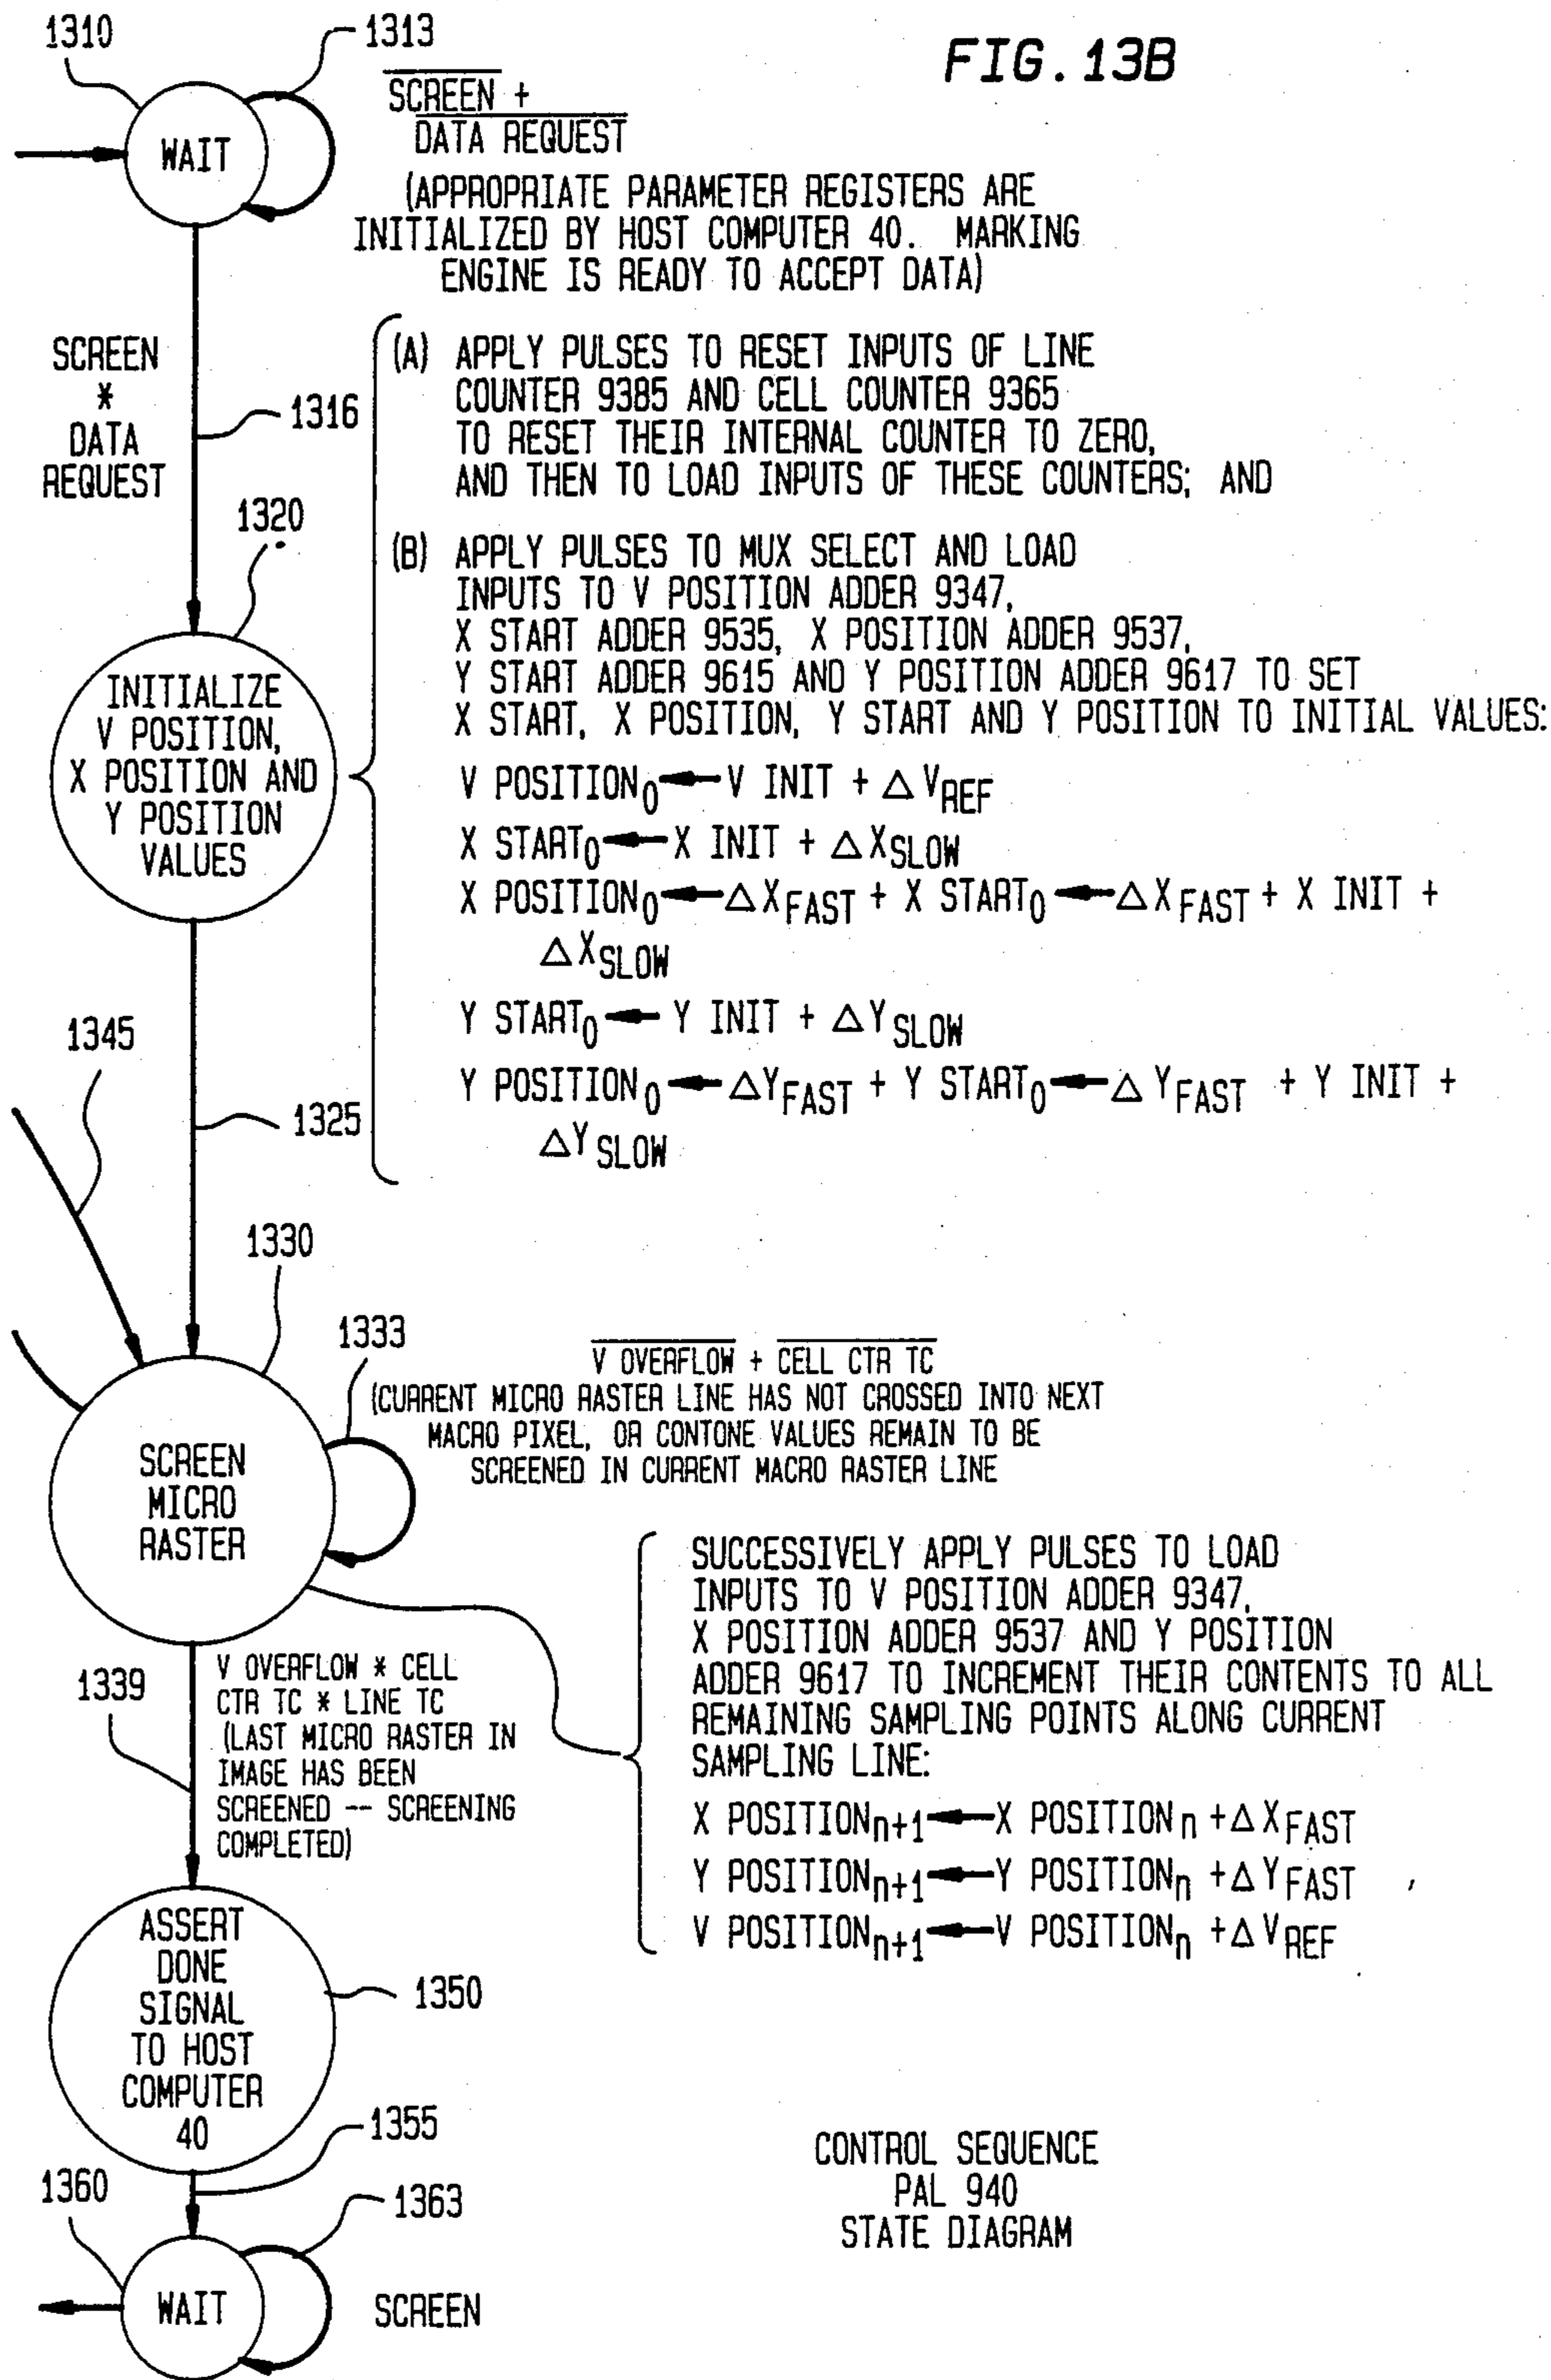 FIG. 13B
1310
1313
WAIT
SCREEN +
DATA REQUEST
(APPROPRIATE PARAMETER REGISTERS ARE
INITIALIZED BY HOST COMPUTER 40. MARKING
ENGINE IS READY TO ACCEPT DATA)
SCREEN
*
DATA
REQUEST
1316
(A) APPLY PULSES TO RESET INPUTS OF LINE
COUNTER 9385 AND CELL COUNTER 9365
TO RESET THEIR INTERNAL COUNTER TO ZERO,
AND THEN TO LOAD INPUTS OF THESE COUNTERS; AND
1320
(B) APPLY PULSES TO MUX SELECT AND LOAD
INPUTS TO V POSITION ADDER 9347,
X START ADDER 9535, X POSITION ADDER 9537,
Y START ADDER 9615 AND Y POSITION ADDER 9617 TO SET
X START, X POSITION, Y START AND Y POSITION TO INITIAL VALUES:
INITIALIZE
V POSITION,
X POSITION AND
Y POSITION
VALUES
V POSITION0 ← V INIT + ΔVREF
X START0 ← X INIT + ΔXSLOW
X POSITION0 ← ΔXFAST + X START0 ← ΔXFAST + X INIT +
ΔXSLOW
Y START0 ← Y INIT + ΔYSLOW
Y POSITION0 ← ΔYFAST + Y START0 ← ΔYFAST + Y INIT +
ΔYSLOW
1345
1325
1330
1333
V OVERFLOW + CELL CTR TC
(CURRENT MICRO RASTER LINE HAS NOT CROSSED INTO NEXT
MACRO PIXEL, OR CONTONE VALUES REMAIN TO BE
SCREENED IN CURRENT MACRO RASTER LINE
SCREEN
MICRO
RASTER
SUCCESSIVELY APPLY PULSES TO LOAD
INPUTS TO V POSITION ADDER 9347,
X POSITION ADDER 9537 AND Y POSITION
ADDER 9617 TO INCREMENT THEIR CONTENTS TO ALL
REMAINING SAMPLING POINTS ALONG CURRENT
SAMPLING LINE:
X POSITIONn+1 ← X POSITIONn + ΔXFAST
Y POSITIONn+1 ← Y POSITIONn + ΔYFAST
V POSITIONn+1 ← V POSITIONn + ΔVREF
1339
V OVERFLOW * CELL
CTR TC * LINE TC
(LAST MICRO RASTER IN
IMAGE HAS BEEN
SCREENED -- SCREENING
COMPLETED)
ASSERT
DONE
SIGNAL
TO HOST
COMPUTER
40
1350
1355
1360
1363
WAIT
SCREEN
CONTROL SEQUENCE
PAL 940
STATE DIAGRAM